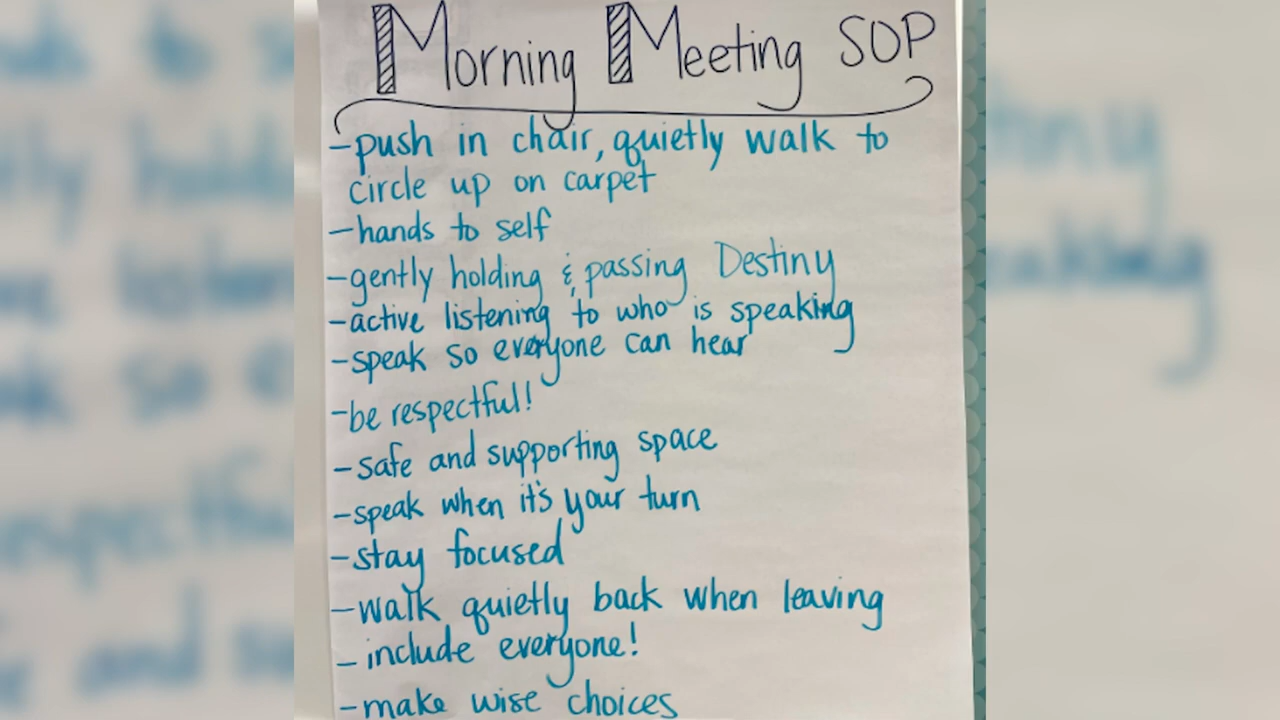 Morning Meeting SOP
-push in chair, quietly walk to
circle up on carpet
-hands to self
-gently holding & passing Destiny
-active listening to who is speaking
-speak so everyone can hear
-be respectful!
-safe and supporting space
-speak when it's your turn
-stay focused
-walk quietly back when leaving
-include everyone!
-make wise choices